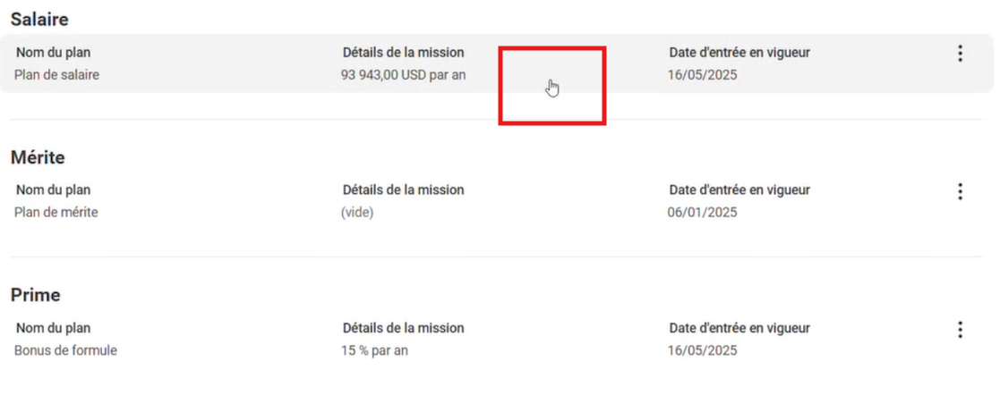 Salaire
Nom du plan Détails de la mission Date d'entrée en vigueur
Plan de salaire 93 943,00 USD par an 16/05/2025
Mérite
Nom du plan Détails de la mission Date d'entrée en vigueur
Plan de mérite (vide) 06/01/2025
Prime
Nom du plan Détails de la mission Date d'entrée en vigueur
Bonus de formule 15 % par an 16/05/2025